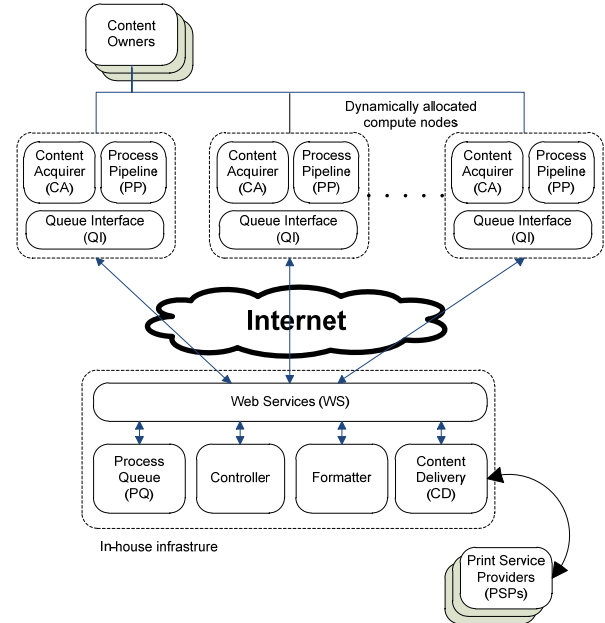 Content
Owners
Dynamically allocated
compute nodes
Content
Acquirer
(CA)
Process
Pipeline
(PP)
Queue Interface
(QI)
Content
Acquirer
(CA)
Process
Pipeline
(PP)
Queue Interface
(QI)
. . . . . .
Content
Acquirer
(CA)
Process
Pipeline
(PP)
Queue Interface
(QI)
Internet
Web Services (WS)
Process
Queue
(PQ)
Controller
Formatter
Content
Delivery
(CD)
In-house infrastrure
Print Service
Providers
(PSPs)